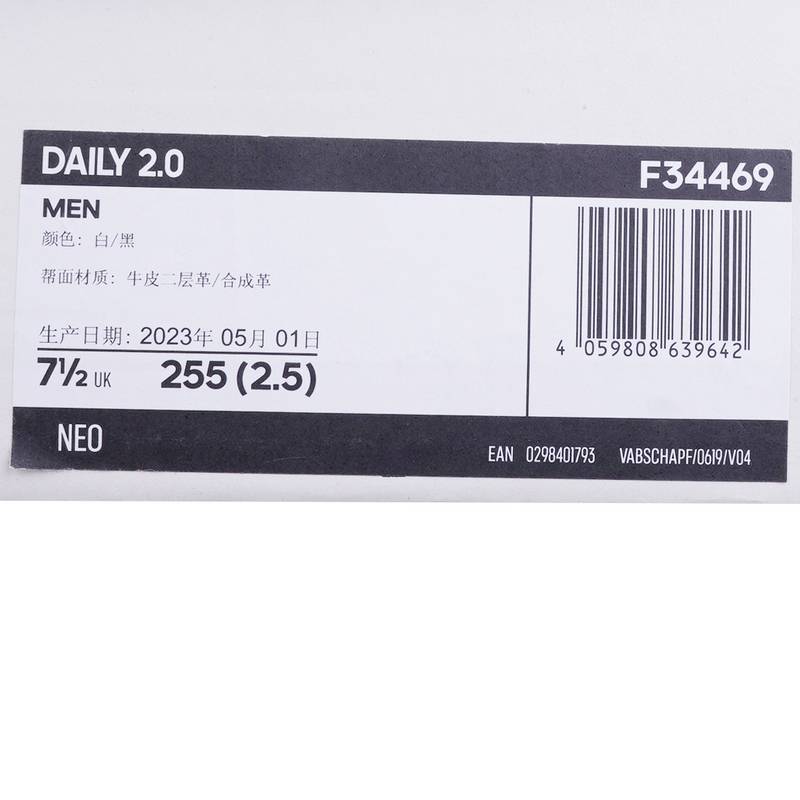 DAILY 2.0
F34469
MEN
颜色: 白/黑
帮面材质: 牛皮二层革/合成革
生产日期: 2023年 05月 01日
7½ UK 255 (2.5)
4 059808 639642
NEO
EAN 0298401793 VABSCHAPF/0619/V04